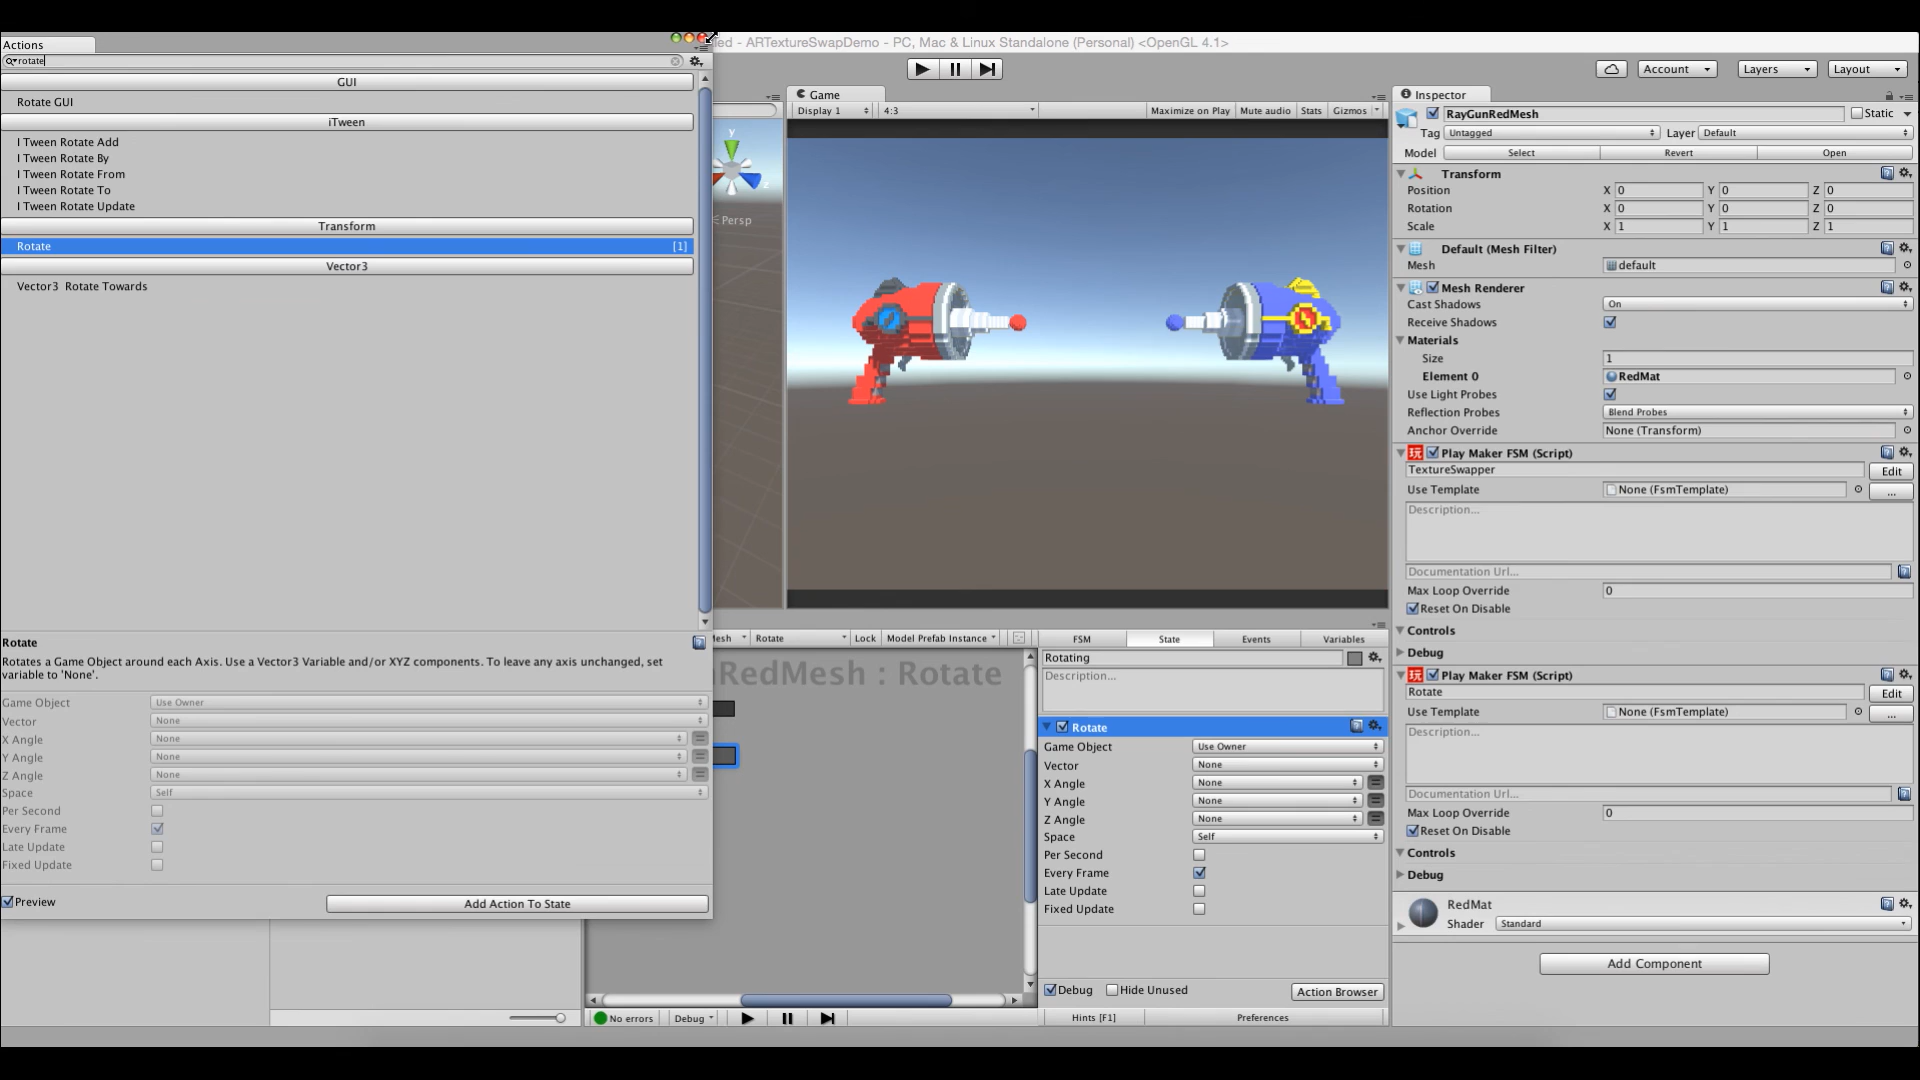 Actions
ed - ARTextureSwapDemo - PC, Mac & Linux Standalone (Personal) <OpenGL 4.1>
rotate
GUI
Rotate GUI
iTween
I Tween Rotate Add
I Tween Rotate By
I Tween Rotate From
I Tween Rotate To
I Tween Rotate Update
Transform
Rotate [1]
Vector3
Vector3 Rotate Towards
Rotate
Rotates a Game Object around each Axis. Use a Vector3 Variable and/or XYZ components. To leave any axis unchanged, set
variable to 'None'.
Game Object Use Owner
Vector None
X Angle None
Y Angle None
Z Angle None
Space Self
Per Second
Every Frame
Late Update
Fixed Update
Preview Add Action To State
Account Layers Layout
Game
Display 1 4:3 Maximize on Play Mute audio Stats Gizmos
y
z
Persp
Mesh Rotate Lock Model Prefab Instance
RedMesh : Rotate
No errors Debug
FSM State Events Variables
Rotating
Description...
Rotate
Game Object Use Owner
Vector None
X Angle None
Y Angle None
Z Angle None
Space Self
Per Second
Every Frame
Late Update
Fixed Update
Debug Hide Unused Action Browser
Hints [F1] Preferences
Inspector
RayGunRedMesh Static
Tag Untagged Layer Default
Model Select Revert Open
Transform
Position X 0 Y 0 Z 0
Rotation X 0 Y 0 Z 0
Scale X 1 Y 1 Z 1
Default (Mesh Filter)
Mesh default
Mesh Renderer
Cast Shadows On
Receive Shadows
Materials
Size 1
Element 0 RedMat
Use Light Probes
Reflection Probes Blend Probes
Anchor Override None (Transform)
玩 Play Maker FSM (Script)
TextureSwapper Edit
Use Template None (FsmTemplate) ...
Description...
Documentation Url...
Max Loop Override 0
Reset On Disable
Controls
Debug
玩 Play Maker FSM (Script)
Rotate Edit
Use Template None (FsmTemplate) ...
Description...
Documentation Url...
Max Loop Override 0
Reset On Disable
Controls
Debug
RedMat
Shader Standard
Add Component